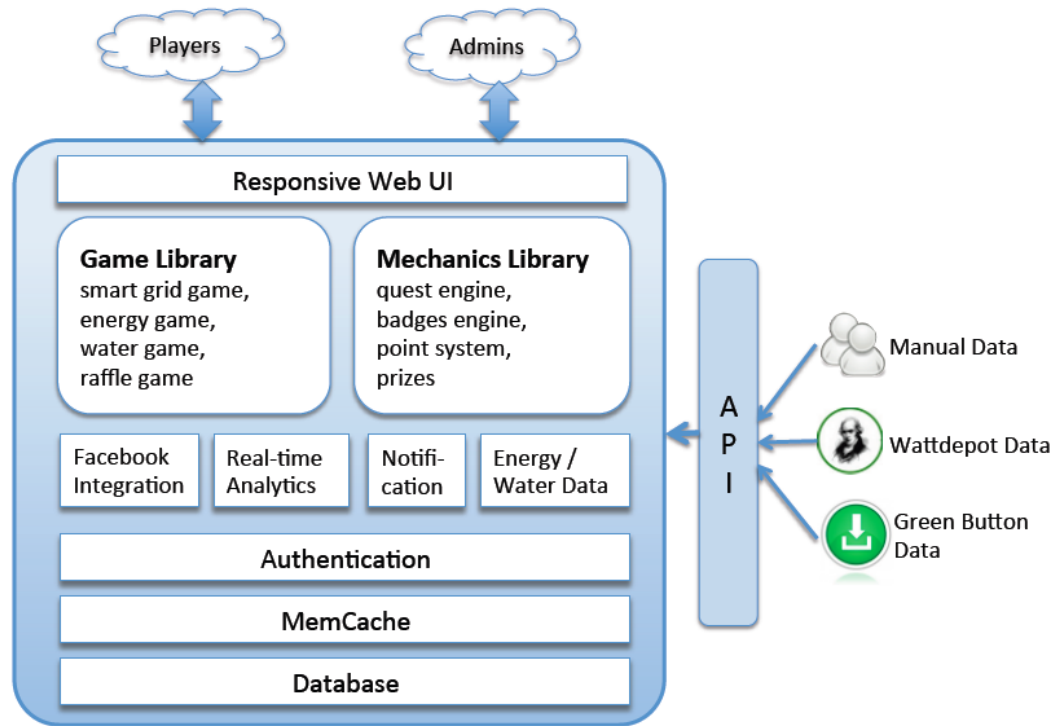 Players
Admins
Responsive Web UI
Game Library
smart grid game,
energy game,
water game,
raffle game
Mechanics Library
quest engine,
badges engine,
point system,
prizes
Facebook
Integration
Real-time
Analytics
Notifi-
cation
Energy /
Water Data
Authentication
MemCache
Database
A
P
I
Manual Data
Wattdepot Data
Green Button
Data